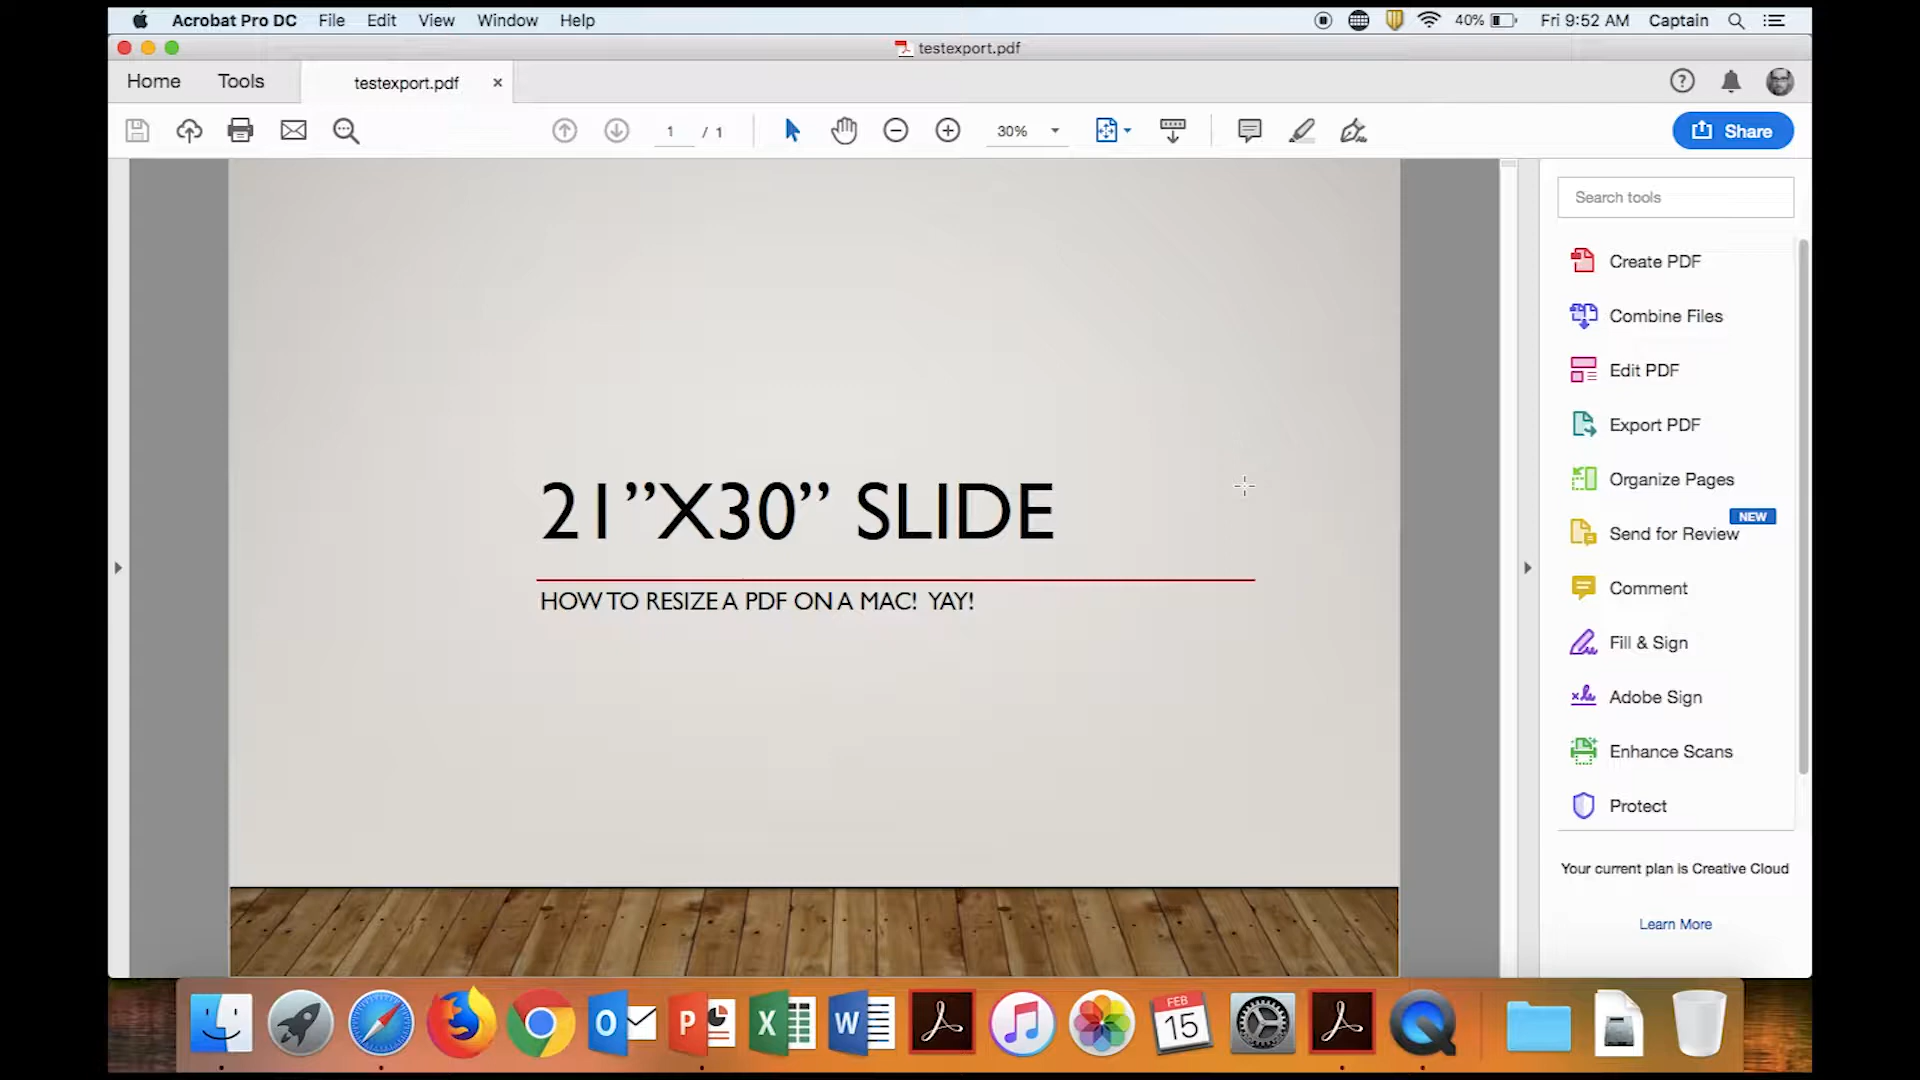 Acrobat Pro DC File Edit View Window Help 40% Fri 9:52 AM Captain
testexport.pdf
Home Tools testexport.pdf ×
1 / 1 30% Share
Search tools
Create PDF
Combine Files
Edit PDF
Export PDF
Organize Pages
NEW
Send for Review
Comment
Fill & Sign
Adobe Sign
Enhance Scans
Protect
Your current plan is Creative Cloud
Learn More
21”X30” SLIDE
HOW TO RESIZE A PDF ON A MAC! YAY!
O P X W FEB
15